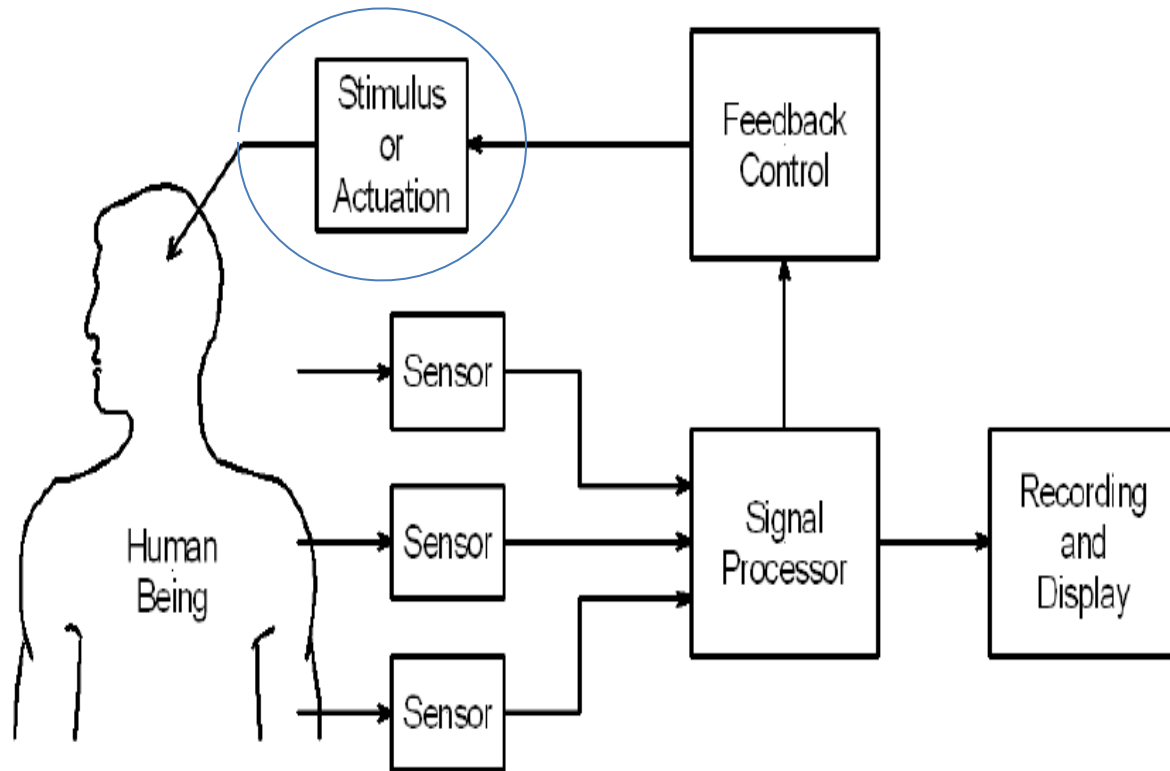 Stimulus
or
Actuation
Feedback
Control
Sensor
Human
Being
Sensor
Signal
Processor
Recording
and
Display
Sensor